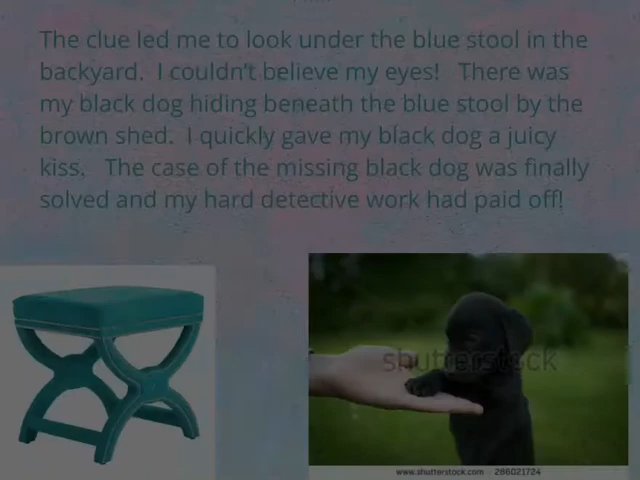 The clue led me to look under the blue stool in the
backyard. I couldn't believe my eyes! There was
my black dog hiding beneath the blue stool by the
brown shed. I quickly gave my black dog a juicy
kiss. The case of the missing black dog was finally
solved and my hard detective work had paid off!
shutterstock
www.shutterstock.com 286021724